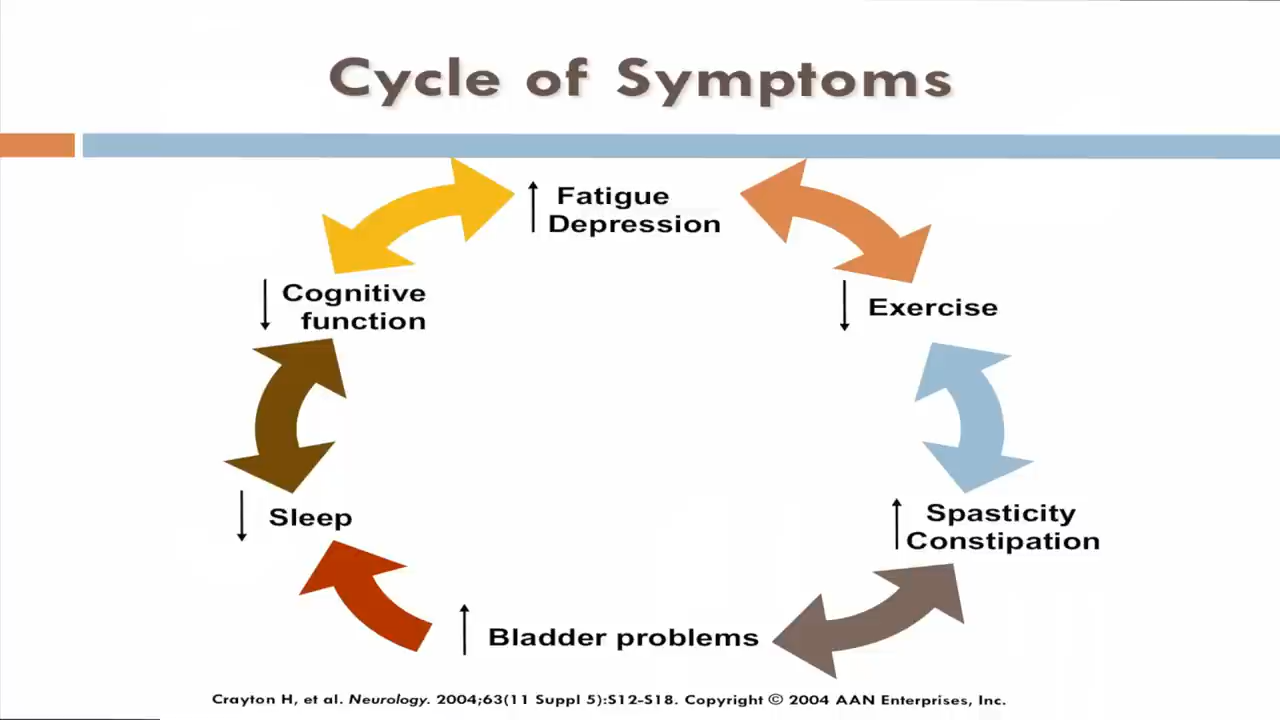 Cycle of Symptoms
Fatigue
Depression
Cognitive
function
Exercise
Sleep
Spasticity
Constipation
Bladder problems
Crayton H, et al. Neurology. 2004;63(11 Suppl 5):S12-S18. Copyright © 2004 AAN Enterprises, Inc.